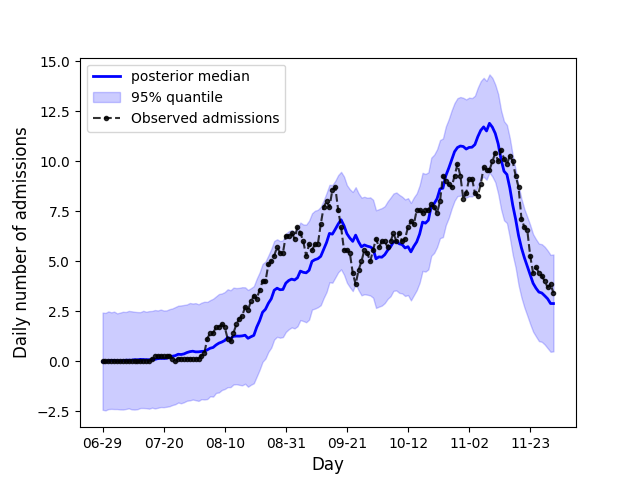 posterior median
95% quantile
Observed admissions
Daily number of admissions
15.0
12.5
10.0
7.5
5.0
2.5
0.0
−2.5
06-29 07-20 08-10 08-31 09-21 10-12 11-02 11-23
Day